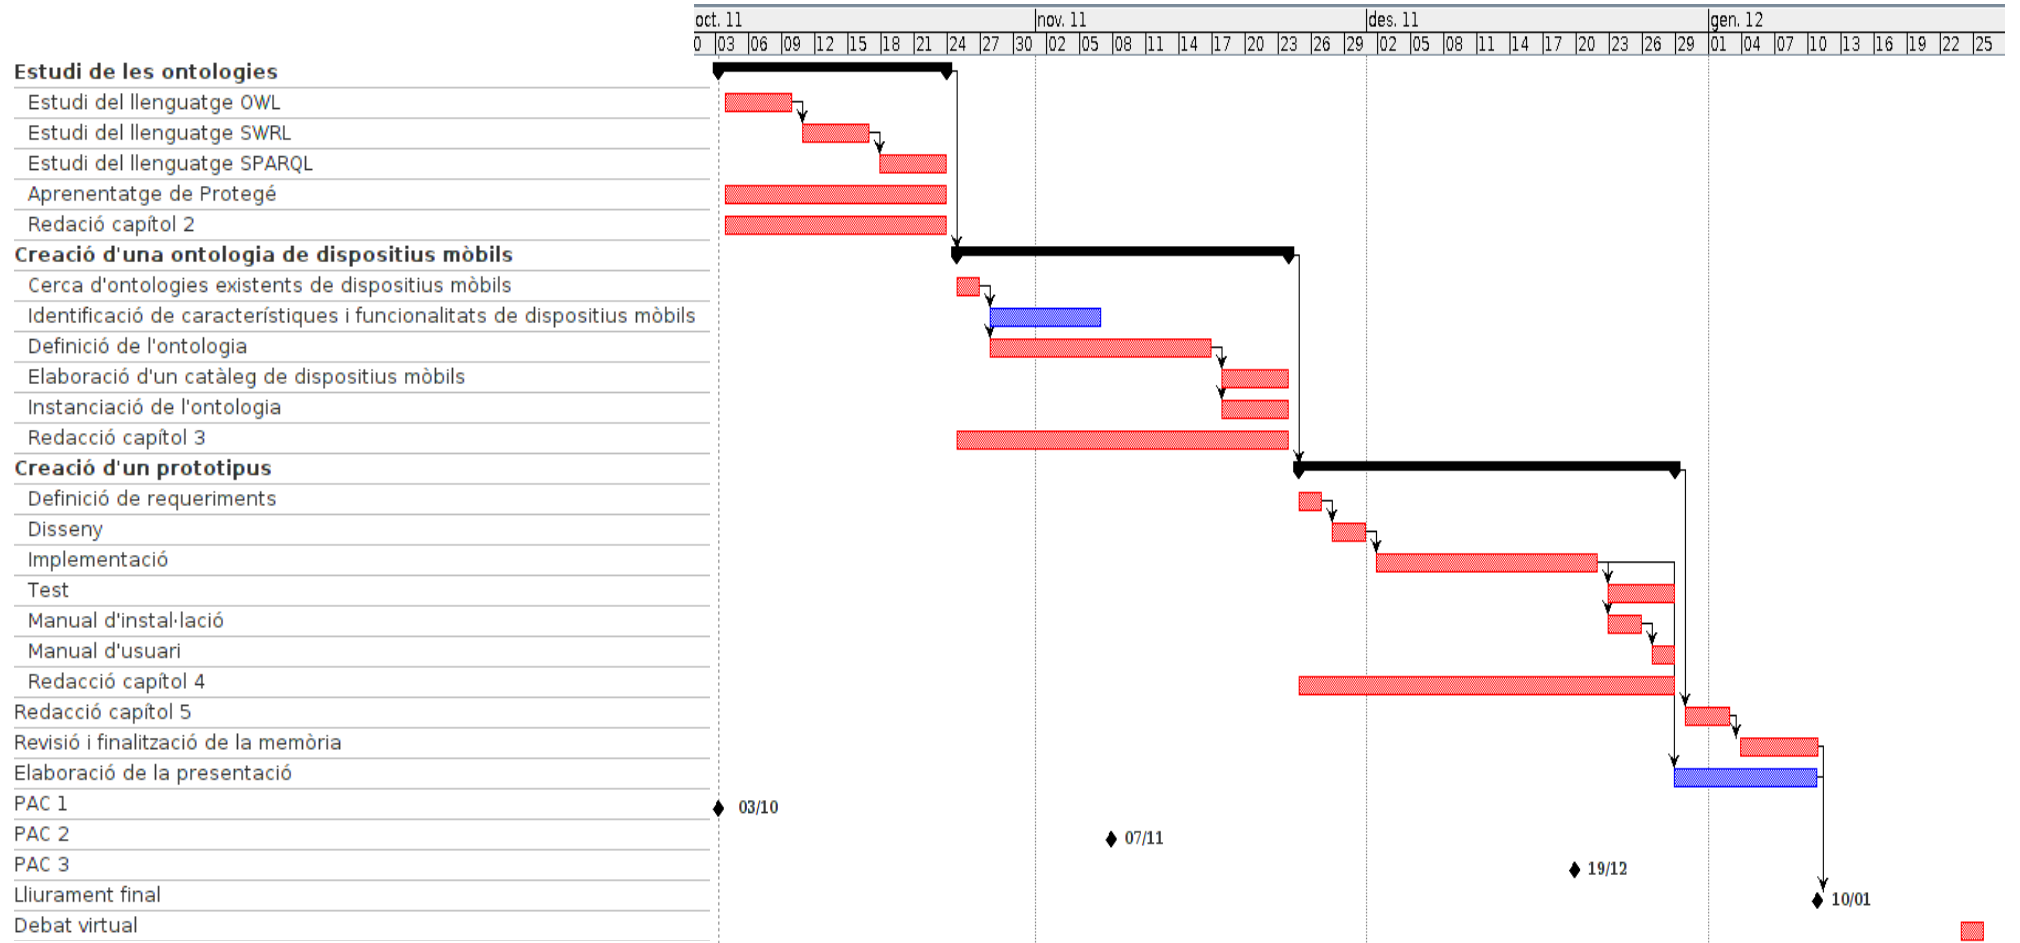 oct. 11 nov. 11 des. 11 gen. 12
0 03 06 09 12 15 18 21 24 27 30 02 05 08 11 14 17 20 23 26 29 02 05 08 11 14 17 20 23 26 29 01 04 07 10 13 16 19 22 25
Estudi de les ontologies
Estudi del llenguatge OWL
Estudi del llenguatge SWRL
Estudi del llenguatge SPARQL
Aprenentatge de Protegé
Redació capítol 2
Creació d'una ontologia de dispositius mòbils
Cerca d'ontologies existents de dispositius mòbils
Identificació de característiques i funcionalitats de dispositius mòbils
Definició de l'ontologia
Elaboració d'un catàleg de dispositius mòbils
Instanciació de l'ontologia
Redacció capítol 3
Creació d'un prototipus
Definició de requeriments
Disseny
Implementació
Test
Manual d'instal·lació
Manual d'usuari
Redacció capítol 4
Redacció capítol 5
Revisió i finalització de la memòria
Elaboració de la presentació
PAC 1 03/10
PAC 2 07/11
PAC 3 19/12
Lliurament final 10/01
Debat virtual